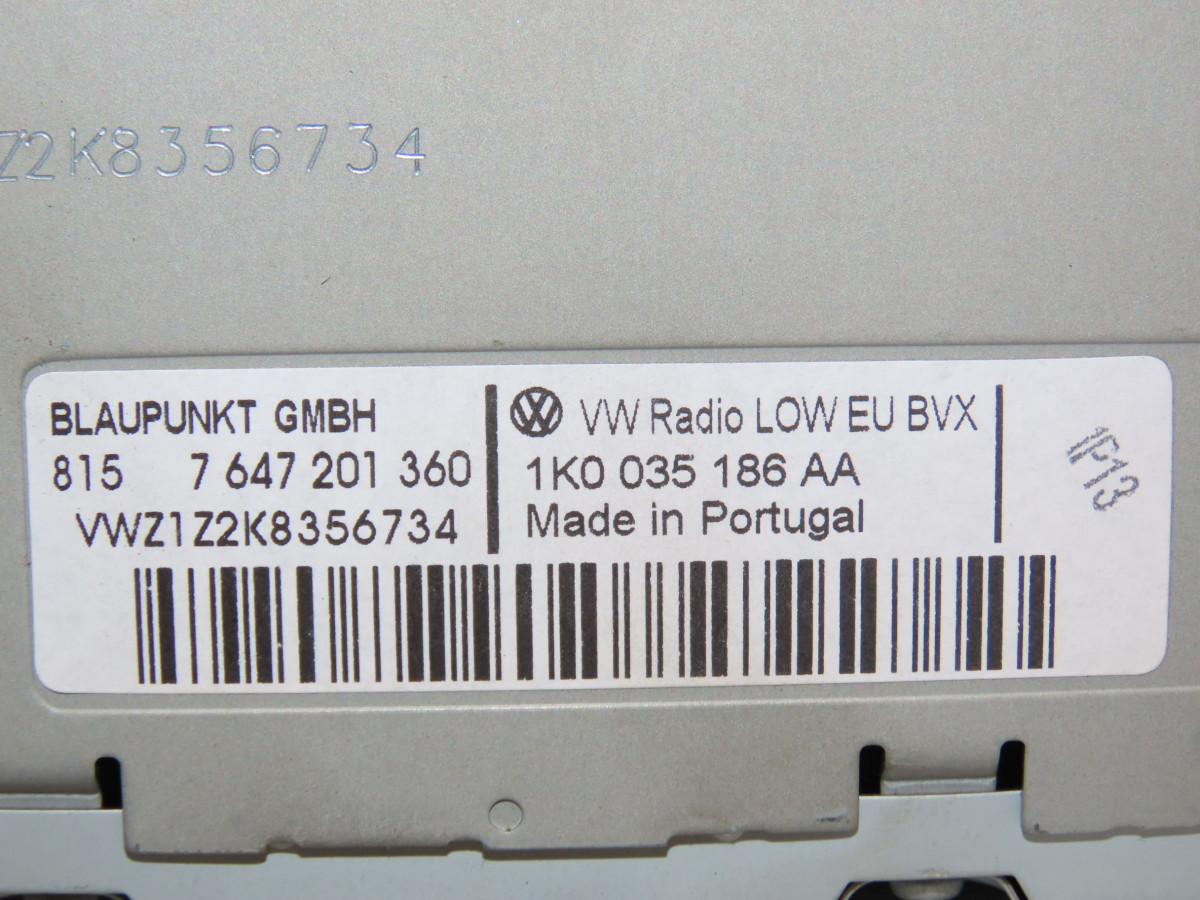 Z2K8356734
BLAUPUNKT GMBH
815 7 647 201 360
VWZ1Z2K8356734
VW Radio LOW EU BVX
1K0 035 186 AA
Made in Portugal
1P13